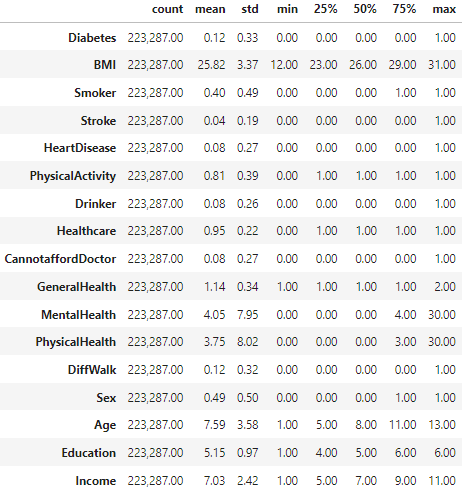 count mean std min 25% 50% 75% max
Diabetes 223,287.00 0.12 0.33 0.00 0.00 0.00 0.00 1.00
BMI 223,287.00 25.82 3.37 12.00 23.00 26.00 29.00 31.00
Smoker 223,287.00 0.40 0.49 0.00 0.00 0.00 1.00 1.00
Stroke 223,287.00 0.04 0.19 0.00 0.00 0.00 0.00 1.00
HeartDisease 223,287.00 0.08 0.27 0.00 0.00 0.00 0.00 1.00
PhysicalActivity 223,287.00 0.81 0.39 0.00 1.00 1.00 1.00 1.00
Drinker 223,287.00 0.08 0.26 0.00 0.00 0.00 0.00 1.00
Healthcare 223,287.00 0.95 0.22 0.00 1.00 1.00 1.00 1.00
CannotaffordDoctor 223,287.00 0.08 0.27 0.00 0.00 0.00 0.00 1.00
GeneralHealth 223,287.00 1.14 0.34 1.00 1.00 1.00 1.00 2.00
MentalHealth 223,287.00 4.05 7.95 0.00 0.00 0.00 4.00 30.00
PhysicalHealth 223,287.00 3.75 8.02 0.00 0.00 0.00 3.00 30.00
DiffWalk 223,287.00 0.12 0.32 0.00 0.00 0.00 0.00 1.00
Sex 223,287.00 0.49 0.50 0.00 0.00 0.00 1.00 1.00
Age 223,287.00 7.59 3.58 1.00 5.00 8.00 11.00 13.00
Education 223,287.00 5.15 0.97 1.00 4.00 5.00 6.00 6.00
Income 223,287.00 7.03 2.42 1.00 5.00 7.00 9.00 11.00